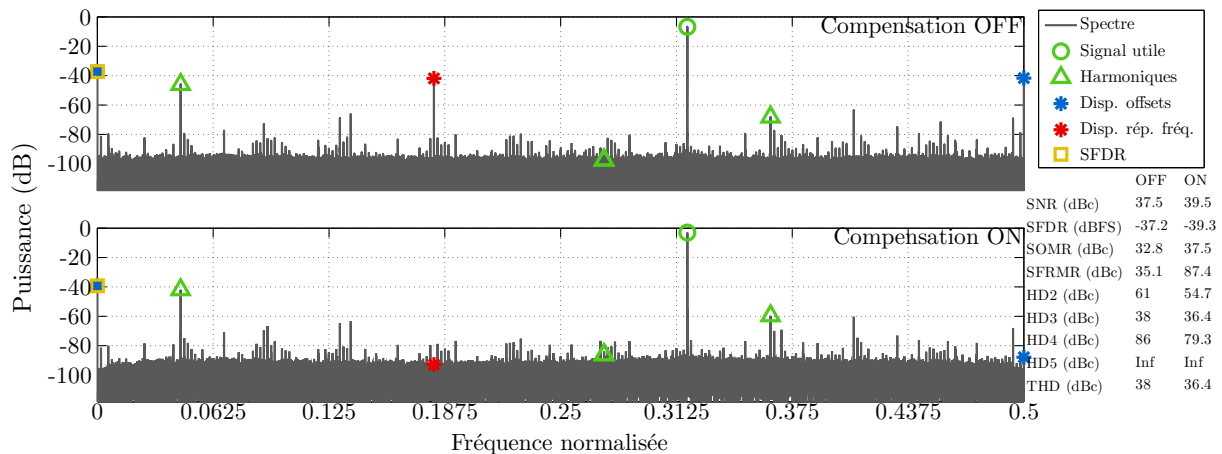 Puissance (dB)
0
-20
-40
-60
-80
-100
Compensation OFF
0
-20
-40
-60
-80
-100
Compensation ON
0
0.0625
0.125
0.1875
0.25
0.3125
0.375
0.4375
0.5
Fréquence normalisée
Spectre
Signal utile
Harmoniques
Disp. offsets
Disp. rép. fréq.
SFDR
OFF ON
SNR (dBc) 37.5 39.5
SFDR (dBFS) -37.2 -39.3
SOMR (dBc) 32.8 37.5
SFRMR (dBc) 35.1 87.4
HD2 (dBc) 61 54.7
HD3 (dBc) 38 36.4
HD4 (dBc) 86 79.3
HD5 (dBc) Inf Inf
THD (dBc) 38 36.4